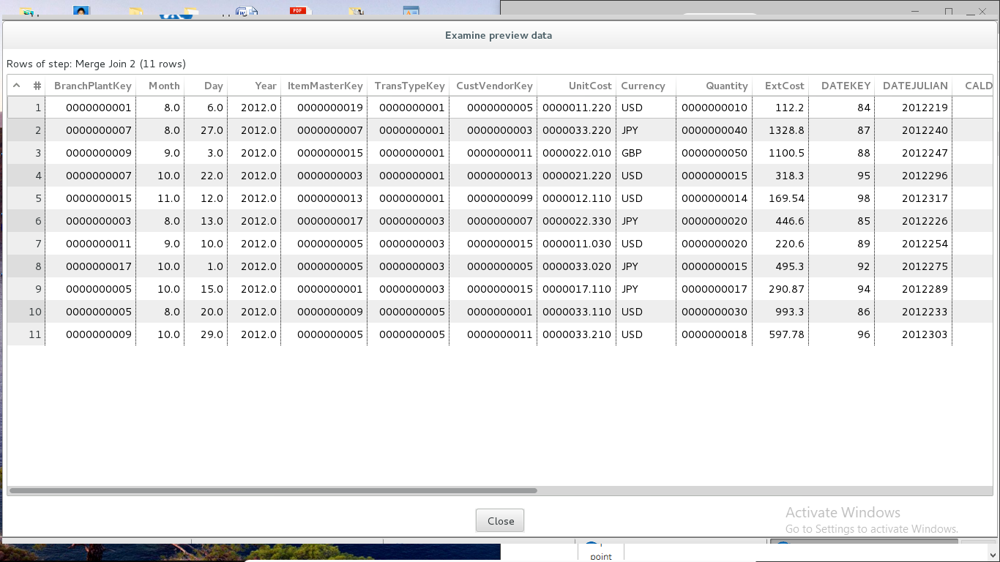 PDF
Examine preview data
Rows of step: Merge Join 2 (11 rows)
# BranchPlantKey Month Day Year ItemMasterKey TransTypeKey CustVendorKey UnitCost Currency Quantity ExtCost DATEKEY DATEJULIAN CALD
1 0000000001 8.0 6.0 2012.0 0000000019 0000000001 0000000005 0000011.220 USD 0000000010 112.2 84 2012219
2 0000000007 8.0 27.0 2012.0 0000000007 0000000001 0000000003 0000033.220 JPY 0000000040 1328.8 87 2012240
3 0000000009 9.0 3.0 2012.0 0000000015 0000000001 0000000011 0000022.010 GBP 0000000050 1100.5 88 2012247
4 0000000007 10.0 22.0 2012.0 0000000003 0000000001 0000000013 0000021.220 USD 0000000015 318.3 95 2012296
5 0000000015 11.0 12.0 2012.0 0000000013 0000000001 0000000099 0000012.110 USD 0000000014 169.54 98 2012317
6 0000000003 8.0 13.0 2012.0 0000000017 0000000003 0000000007 0000022.330 JPY 0000000020 446.6 85 2012226
7 0000000011 9.0 10.0 2012.0 0000000005 0000000003 0000000015 0000011.030 USD 0000000020 220.6 89 2012254
8 0000000017 10.0 1.0 2012.0 0000000005 0000000003 0000000005 0000033.020 JPY 0000000015 495.3 92 2012275
9 0000000005 10.0 15.0 2012.0 0000000001 0000000003 0000000015 0000017.110 JPY 0000000017 290.87 94 2012289
10 0000000005 8.0 20.0 2012.0 0000000009 0000000005 0000000001 0000033.110 USD 0000000030 993.3 86 2012233
11 0000000009 10.0 29.0 2012.0 0000000005 0000000005 0000000011 0000033.210 USD 0000000018 597.78 96 2012303
Close
Activate Windows
Go to Settings to activate Windows.
point